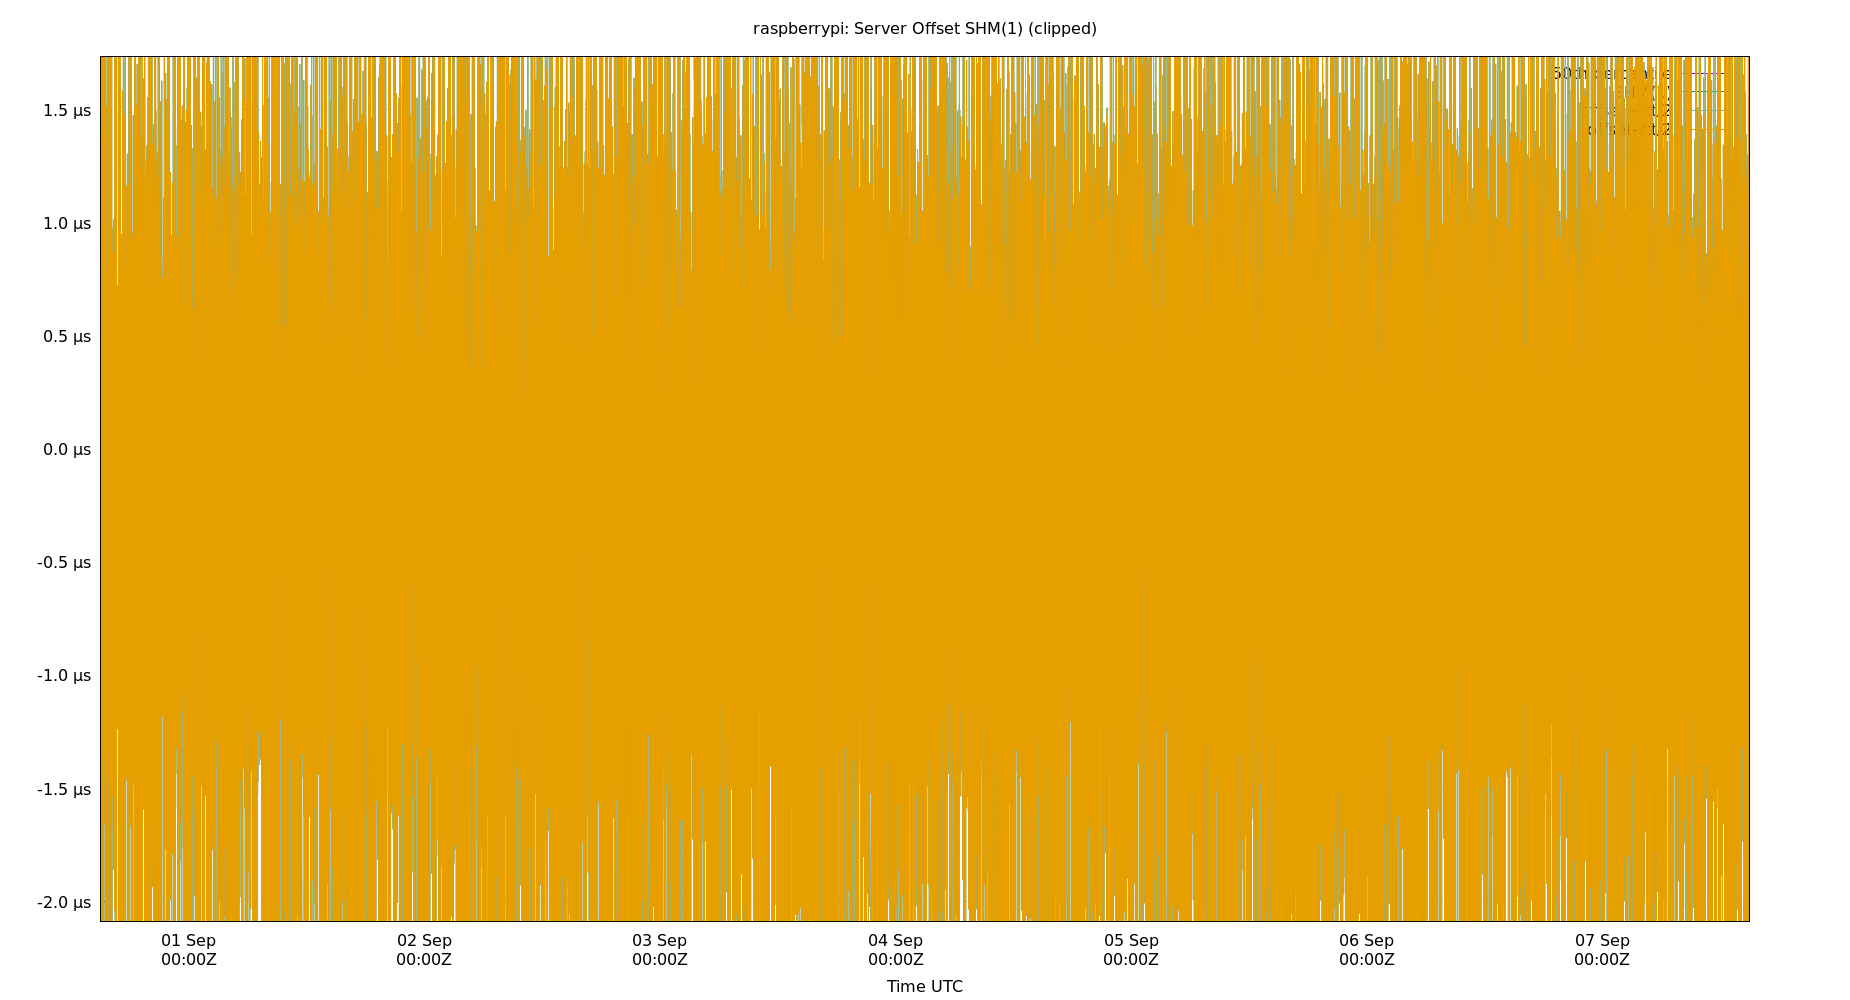 raspberrypi: Server Offset SHM(1) (clipped)
1.5 µs
1.0 µs
0.5 µs
0.0 µs
-0.5 µs
-1.0 µs
-1.5 µs
-2.0 µs
01 Sep 02 Sep 03 Sep 04 Sep 05 Sep 06 Sep 07 Sep
00:00Z 00:00Z 00:00Z 00:00Z 00:00Z 00:00Z 00:00Z
Time UTC